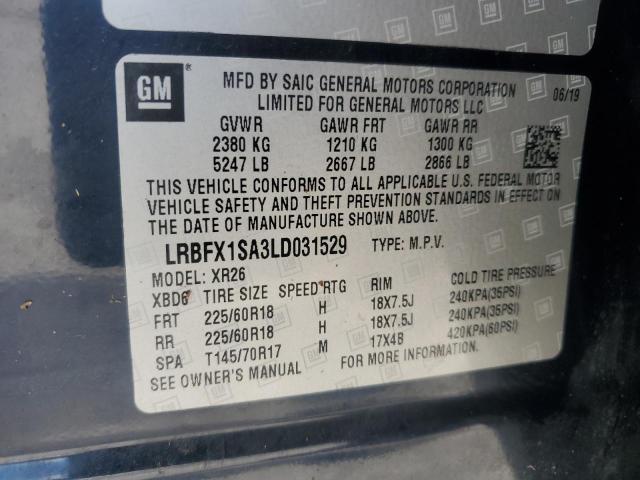 GM
®
MFD BY SAIC GENERAL MOTORS CORPORATION
LIMITED FOR GENERAL MOTORS LLC
06/19
GVWR GAWR FRT GAWR RR
2380 KG 1210 KG 1300 KG
5247 LB 2667 LB 2866 LB
THIS VEHICLE CONFORMS TO ALL APPLICABLE U.S. FEDERAL MOTOR
VEHICLE SAFETY AND THEFT PREVENTION STANDARDS IN EFFECT ON
THE DATE OF MANUFACTURE SHOWN ABOVE.
LRBFX1SA3LD031529 TYPE: M.P.V.
MODEL: XR26
XBD6 TIRE SIZE SPEED RTG RIM COLD TIRE PRESSURE
FRT 225/60R18 H 18X7.5J 240KPA(35PSI)
RR 225/60R18 H 18X7.5J 240KPA(35PSI)
SPA T145/70R17 M 17X4B 420KPA(60PSI)
SEE OWNER'S MANUAL FOR MORE INFORMATION.